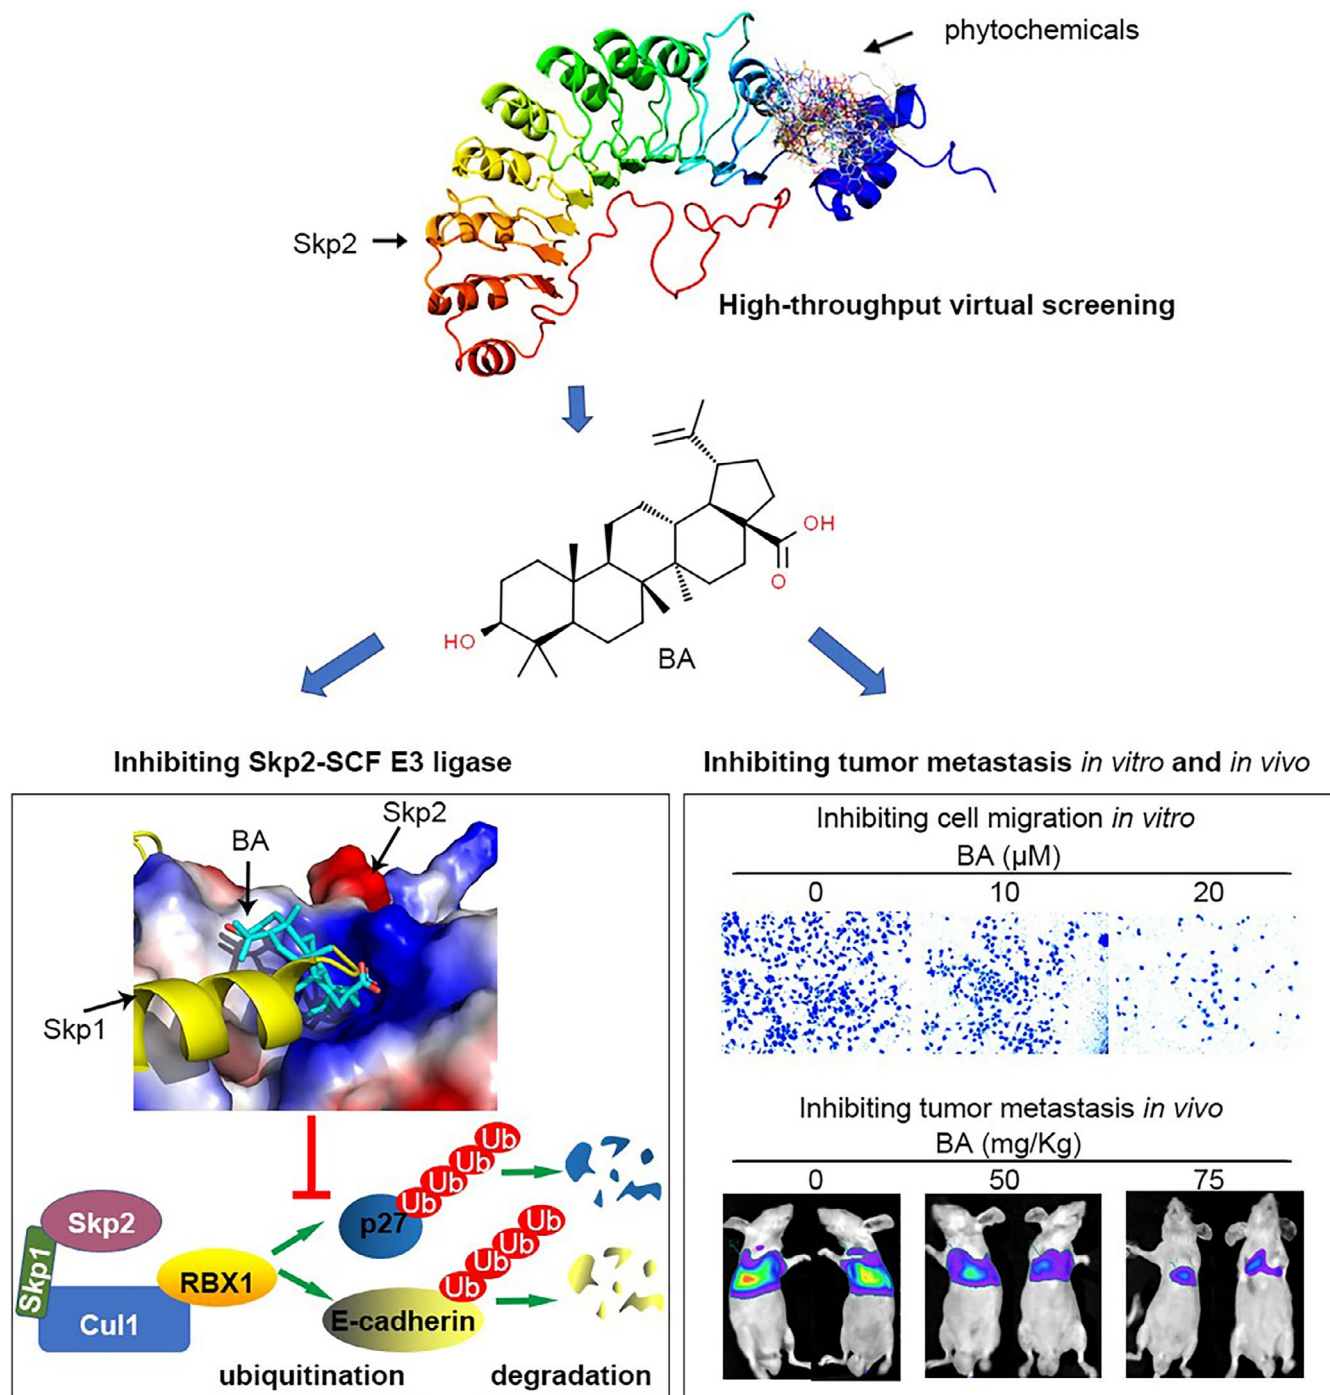 phytochemicals
Skp2
High-throughput virtual screening
OH
O
HO
BA
Inhibiting Skp2-SCF E3 ligase
Skp2
BA
Skp1
Ub
Ub
Ub
Ub
p27
Skp2
Skp1
RBX1
Cul1
Ub
Ub
Ub
Ub
E-cadherin
ubiquitination
degradation
Inhibiting tumor metastasis in vitro and in vivo
Inhibiting cell migration in vitro
BA (µM)
0 10 20
Inhibiting tumor metastasis in vivo
BA (mg/Kg)
0 50 75